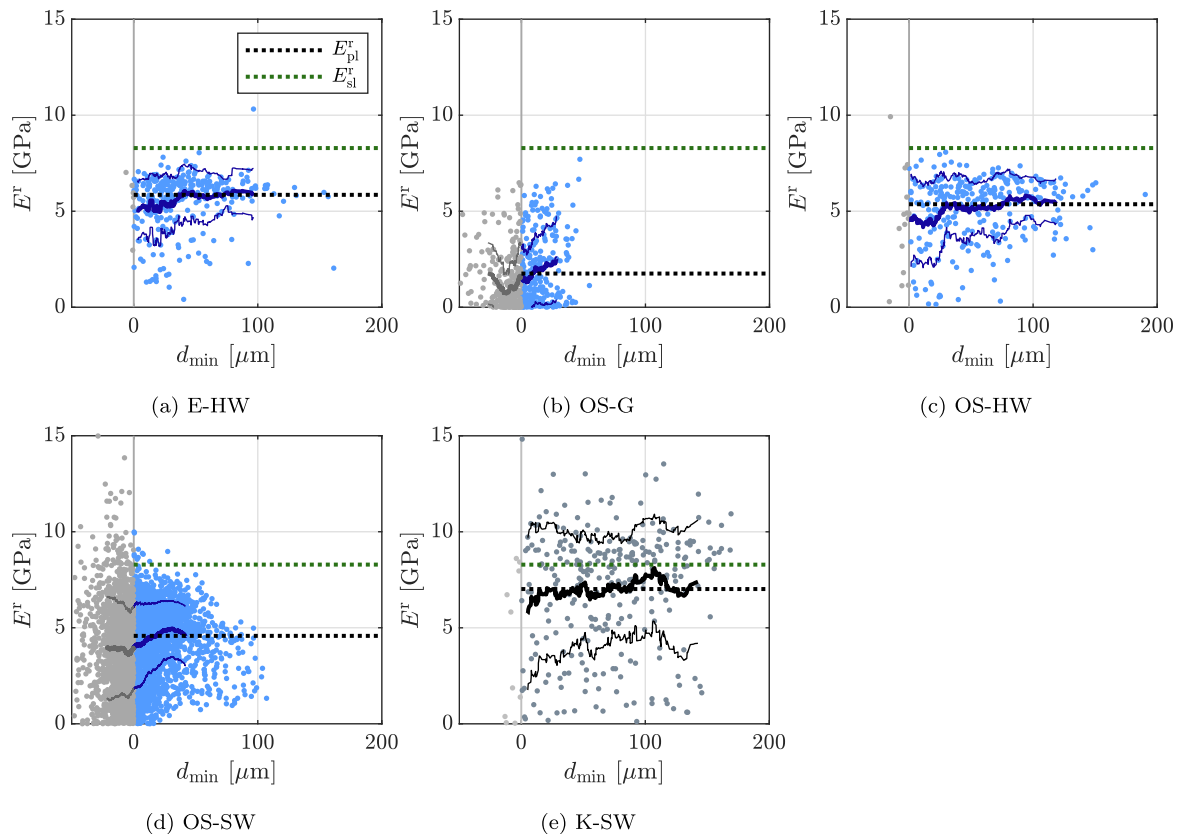 15
10
5
0
E^r [GPa]
0
100
200
d_min [μm]
E^r_pl
E^r_sl
(a) E-HW
15
10
5
0
E^r [GPa]
0
100
200
d_min [μm]
(b) OS-G
15
10
5
0
E^r [GPa]
0
100
200
d_min [μm]
(c) OS-HW
15
10
5
0
E^r [GPa]
0
100
200
d_min [μm]
(d) OS-SW
15
10
5
0
E^r [GPa]
0
100
200
d_min [μm]
(e) K-SW